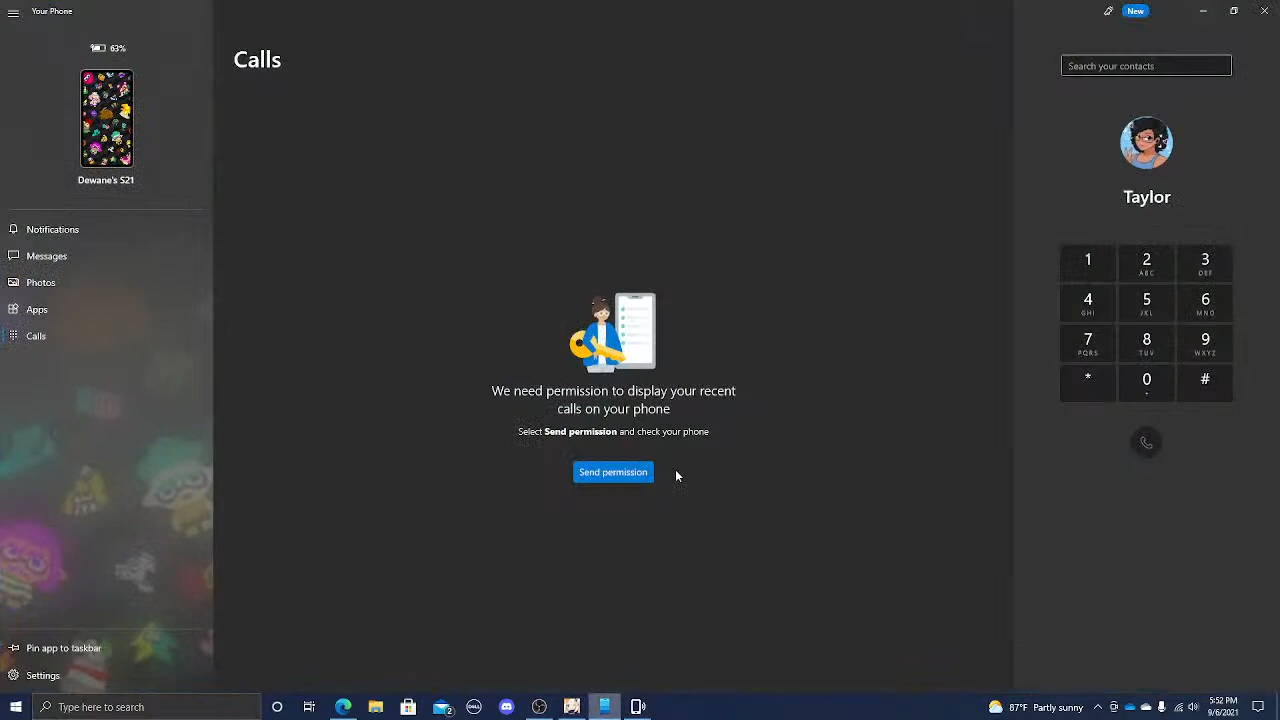 Your Phone
New
63%
Dewane's S21
Notifications
Messages
Photos
Apps
Calls
Pin app to taskbar
Settings
Calls
We need permission to display your recent
calls on your phone
Select Send permission and check your phone
Send permission
Search your contacts
Taylor
1 2 3
ABC DEF
4 5 6
GHI JKL MNO
7 8 9
PQRS TUV WXYZ
* 0 #
+
Type here to search
87°F Partly sunny
5:52 PM
9/6/2021